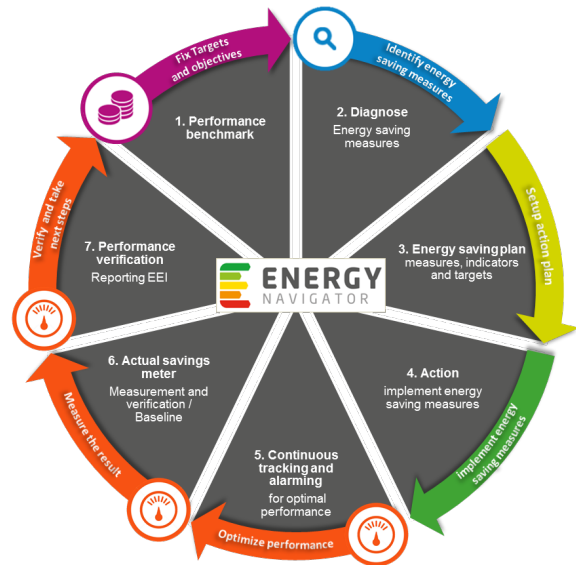 Fix Targets
and objectives
Identify energy
saving measures
1. Performance
benchmark
2. Diagnose
Energy saving
measures
Setup action plan
3. Energy saving plan
measures, indicators
and targets
4. Action
implement energy
saving measures
implement energy
saving measures
5. Continuous
tracking and
alarming
for optimal
performance
Optimize performance
6. Actual savings
meter
Measurement and
verification /
Baseline
Measure the result
7. Performance
verification
Reporting EEI
Verify and take
next steps
ENERGY
NAVIGATOR